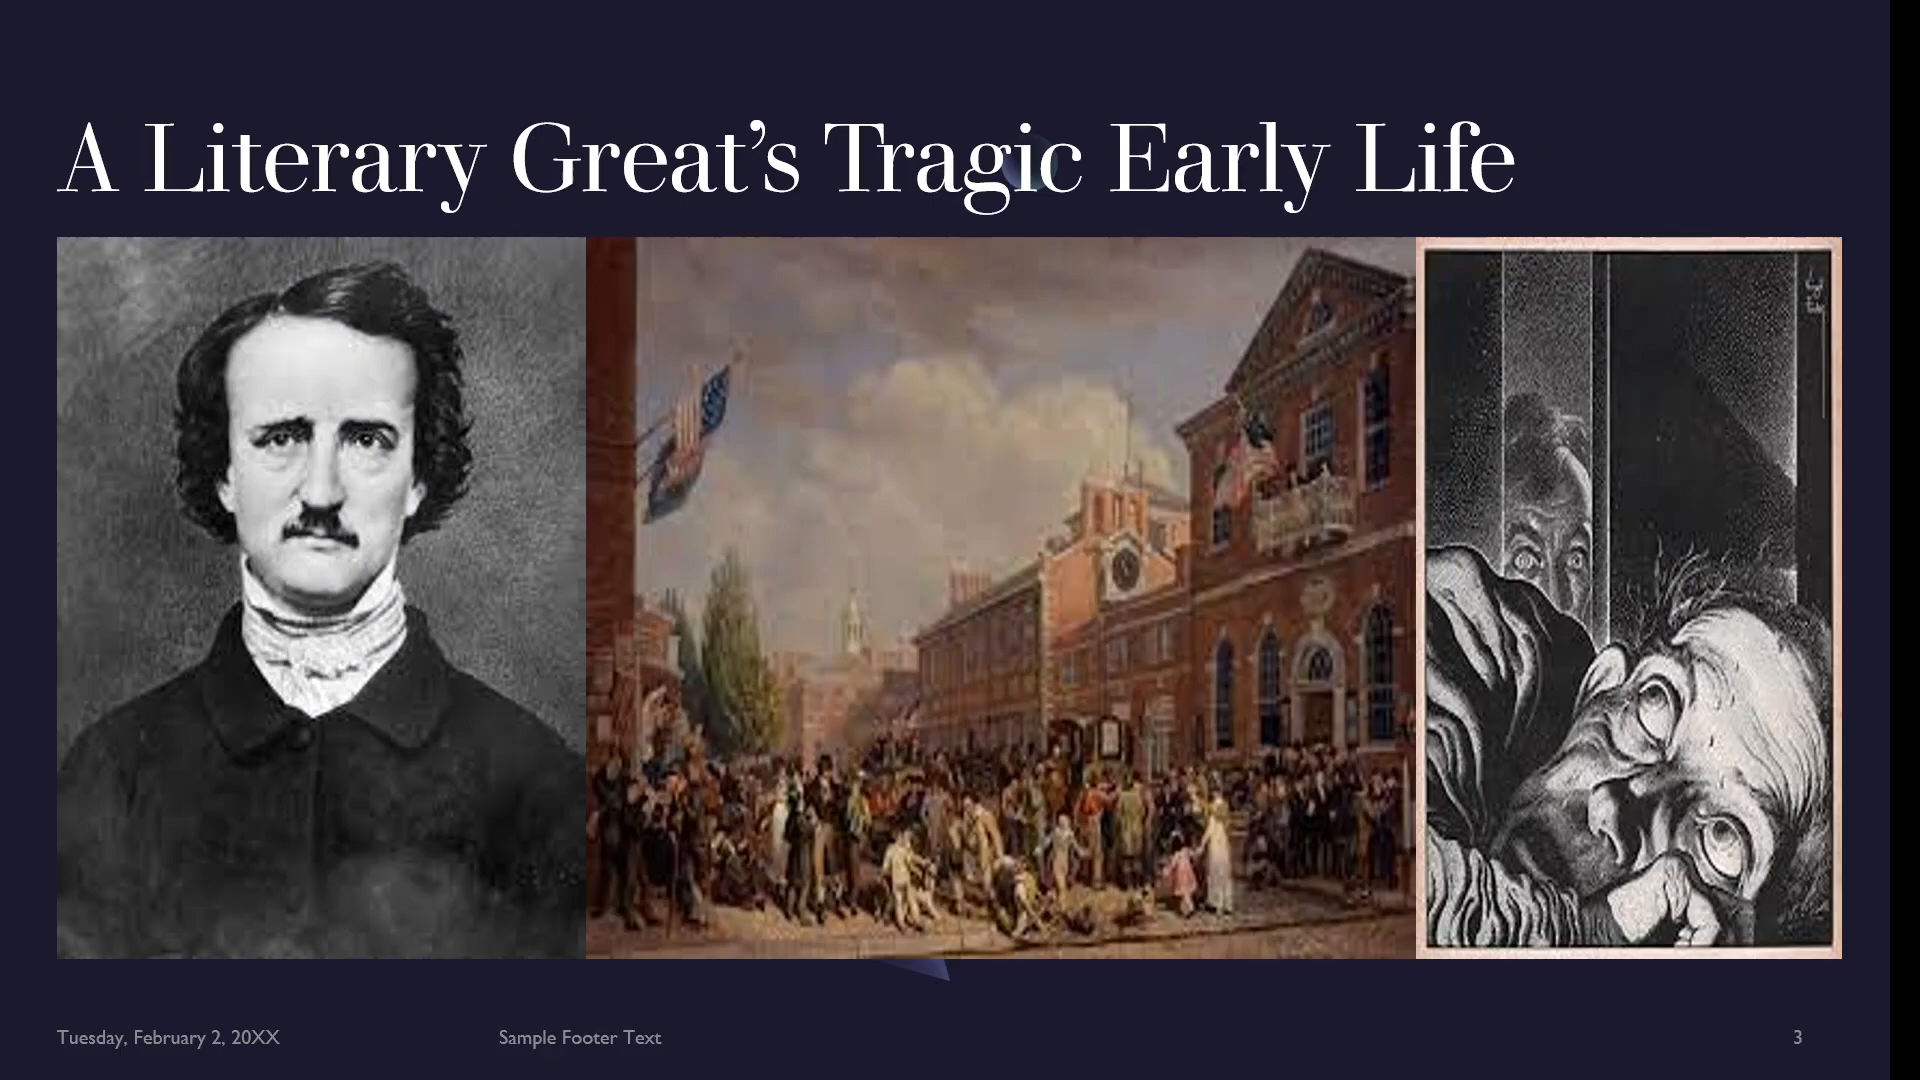 A Literary Great’s Tragic Early Life
Tuesday, February 2, 20XX
Sample Footer Text
3